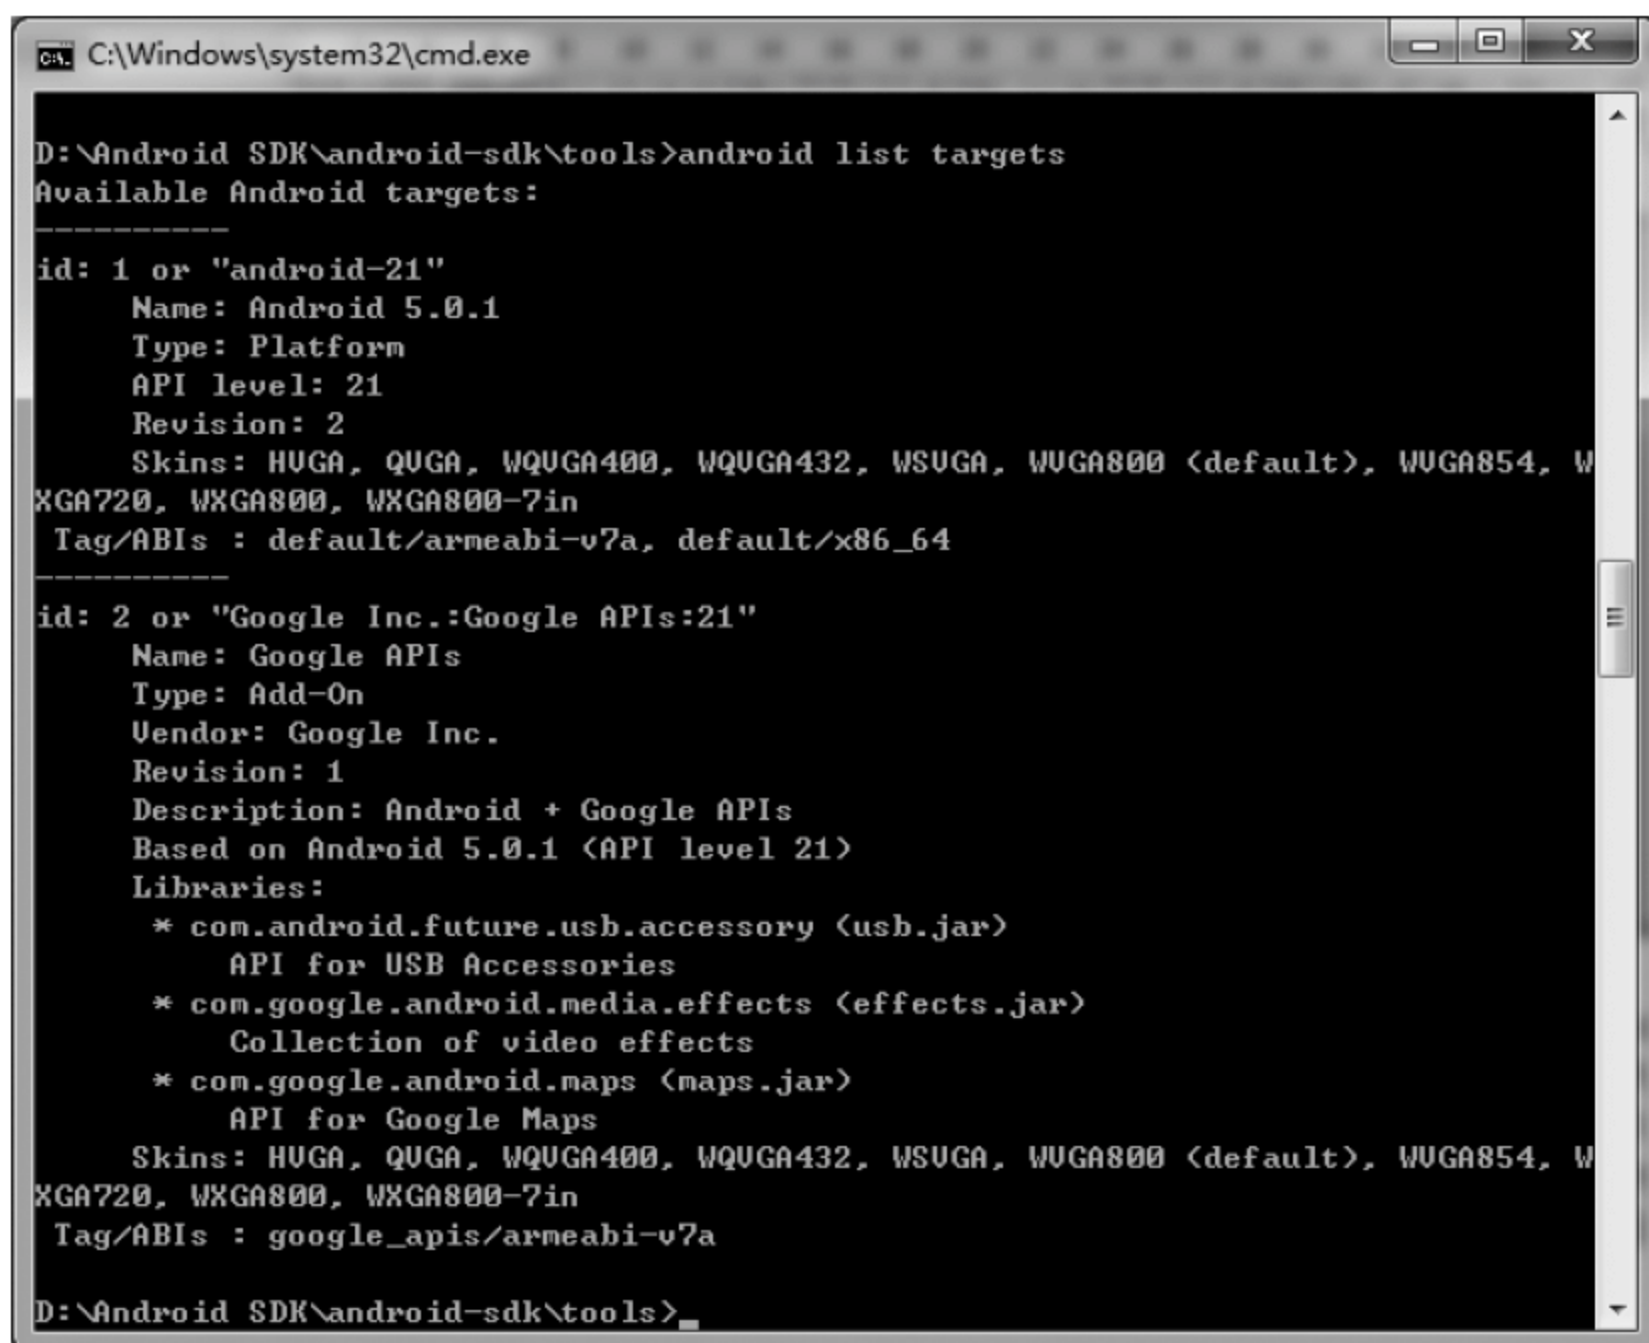 C:\Windows\system32\cmd.exe
D:\Android SDK\android-sdk\tools>android list targets
Available Android targets:
----------
id: 1 or "android-21"
     Name: Android 5.0.1
     Type: Platform
     API level: 21
     Revision: 2
     Skins: HVGA, QVGA, WQVGA400, WQVGA432, WSVGA, WVGA800 (default), WVGA854, W
XGA720, WXGA800, WXGA800-7in
 Tag/ABIs : default/armeabi-v7a, default/x86_64
----------
id: 2 or "Google Inc.:Google APIs:21"
     Name: Google APIs
     Type: Add-On
     Vendor: Google Inc.
     Revision: 1
     Description: Android + Google APIs
     Based on Android 5.0.1 (API level 21)
     Libraries:
      * com.android.future.usb.accessory (usb.jar)
          API for USB Accessories
      * com.google.android.media.effects (effects.jar)
          Collection of video effects
      * com.google.android.maps (maps.jar)
          API for Google Maps
     Skins: HVGA, QVGA, WQVGA400, WQVGA432, WSVGA, WVGA800 (default), WVGA854, W
XGA720, WXGA800, WXGA800-7in
 Tag/ABIs : google_apis/armeabi-v7a
D:\Android SDK\android-sdk\tools>_